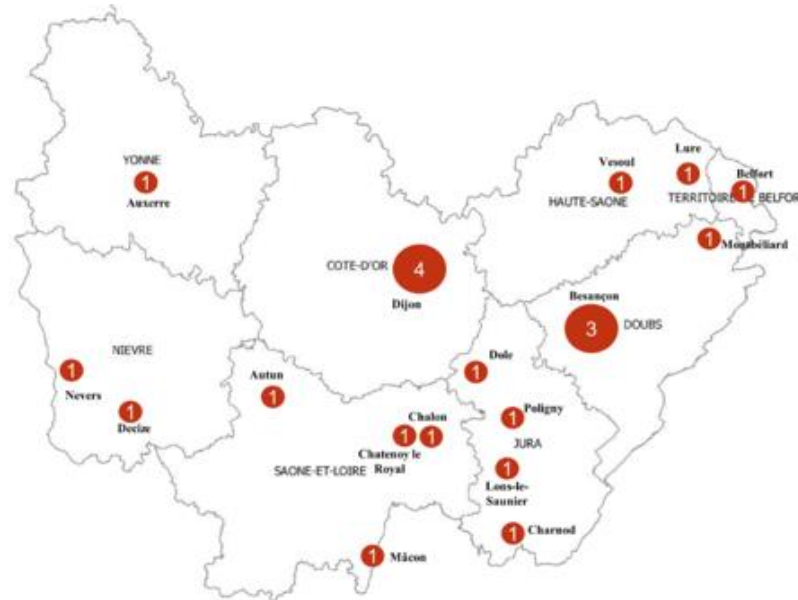 YONNE
1
Auxerre
COTE-D'OR
4
Dijon
HAUTE-SAONE
Vesoul
1
Lure
1
Belfort
1
TERRITOIRE DE BELFOR
1
Montbéliard
Besançon
3
DOUBS
NIEVRE
1
Nevers
1
Decize
Autun
1
Chalon
1
1
Chatenoy le
Royal
SAONE-ET-LOIRE
1
Mâcon
Dole
1
Poligny
1
JURA
1
Lons-le-
Saunier
1
Charnod